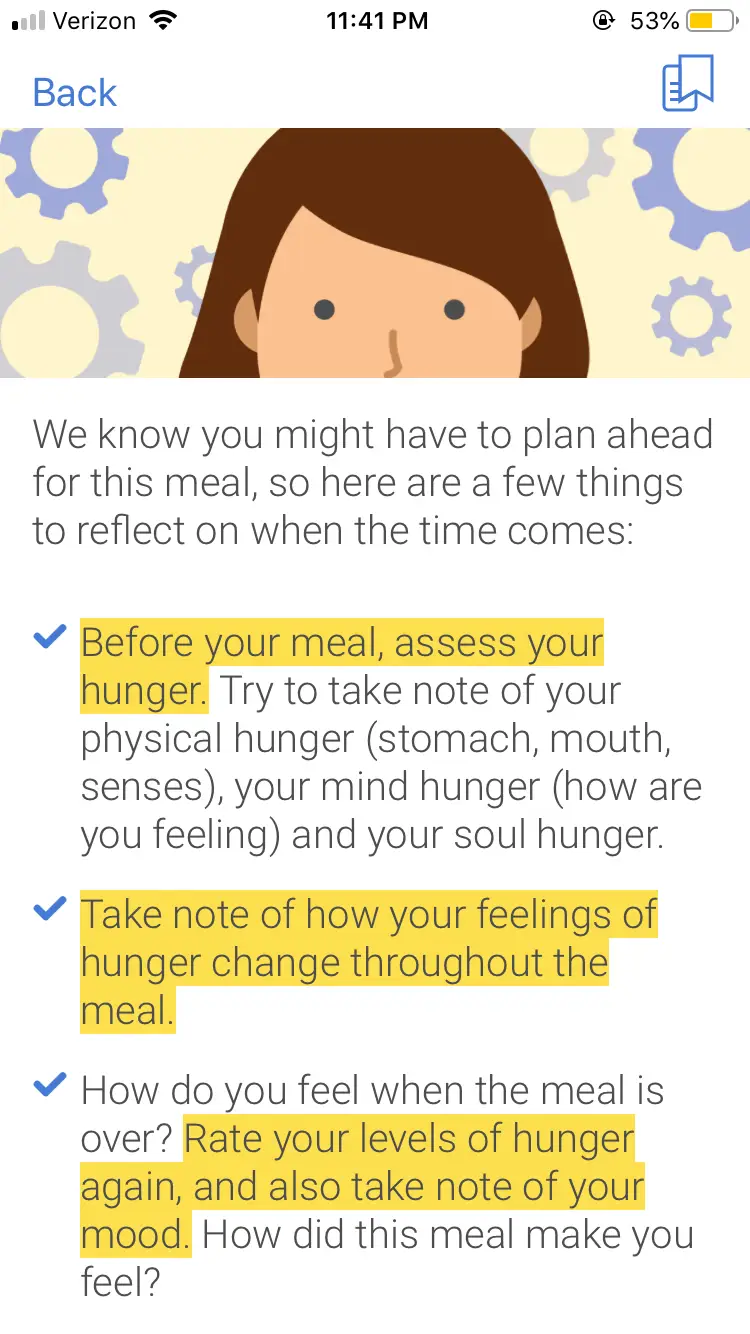 Verizon 11:41 PM 53%
Back
We know you might have to plan ahead
for this meal, so here are a few things
to reflect on when the time comes:
Before your meal, assess your
hunger. Try to take note of your
physical hunger (stomach, mouth,
senses), your mind hunger (how are
you feeling) and your soul hunger.
Take note of how your feelings of
hunger change throughout the
meal.
How do you feel when the meal is
over? Rate your levels of hunger
again, and also take note of your
mood. How did this meal make you
feel?